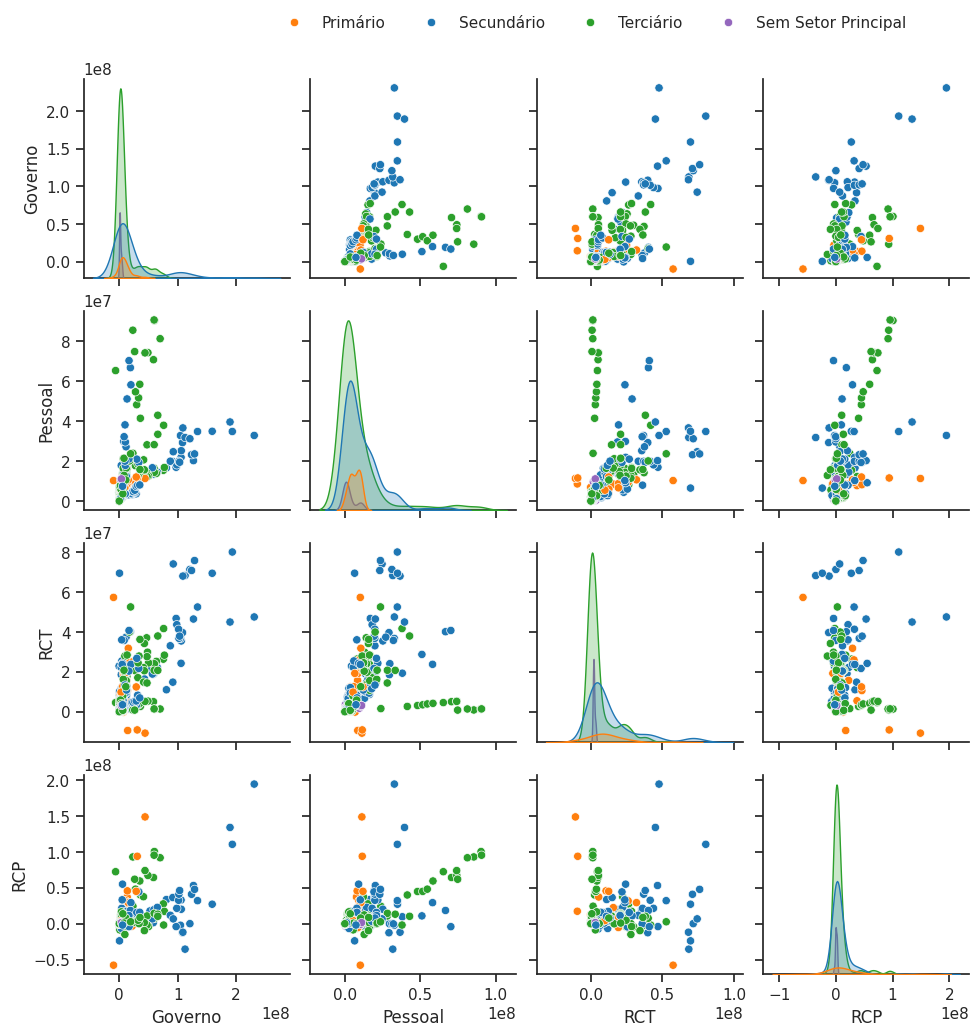 Primário Secundário Terciário Sem Setor Principal
1e8
2.0
1.5
1.0
0.5
0.0
Governo
1e7
8
6
4
2
0
Pessoal
1e7
8
6
4
2
0
RCT
1e8
2.0
1.5
1.0
0.5
0.0
−0.5
RCP
0 1 2 0.0 0.5 1.0 0.0 0.5 1.0 −1 0 1 2
1e8 1e8 1e8 1e8
Governo Pessoal RCT RCP